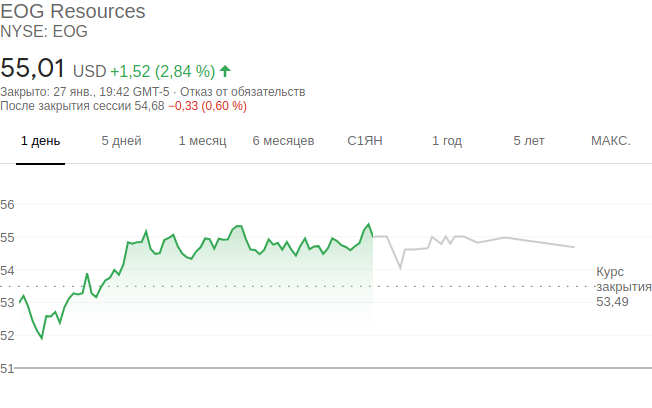 EOG Resources
NYSE: EOG
55,01 USD +1,52 (2,84 %)
Закрыто: 27 янв., 19:42 GMT-5 · Отказ от обязательств
После закрытия сессии 54,68 −0,33 (0,60 %)
1 день 5 дней 1 месяц 6 месяцев С1ЯН 1 год 5 лет МАКС.
56
55
54
Курс
закрытия
53,49
53
52
51